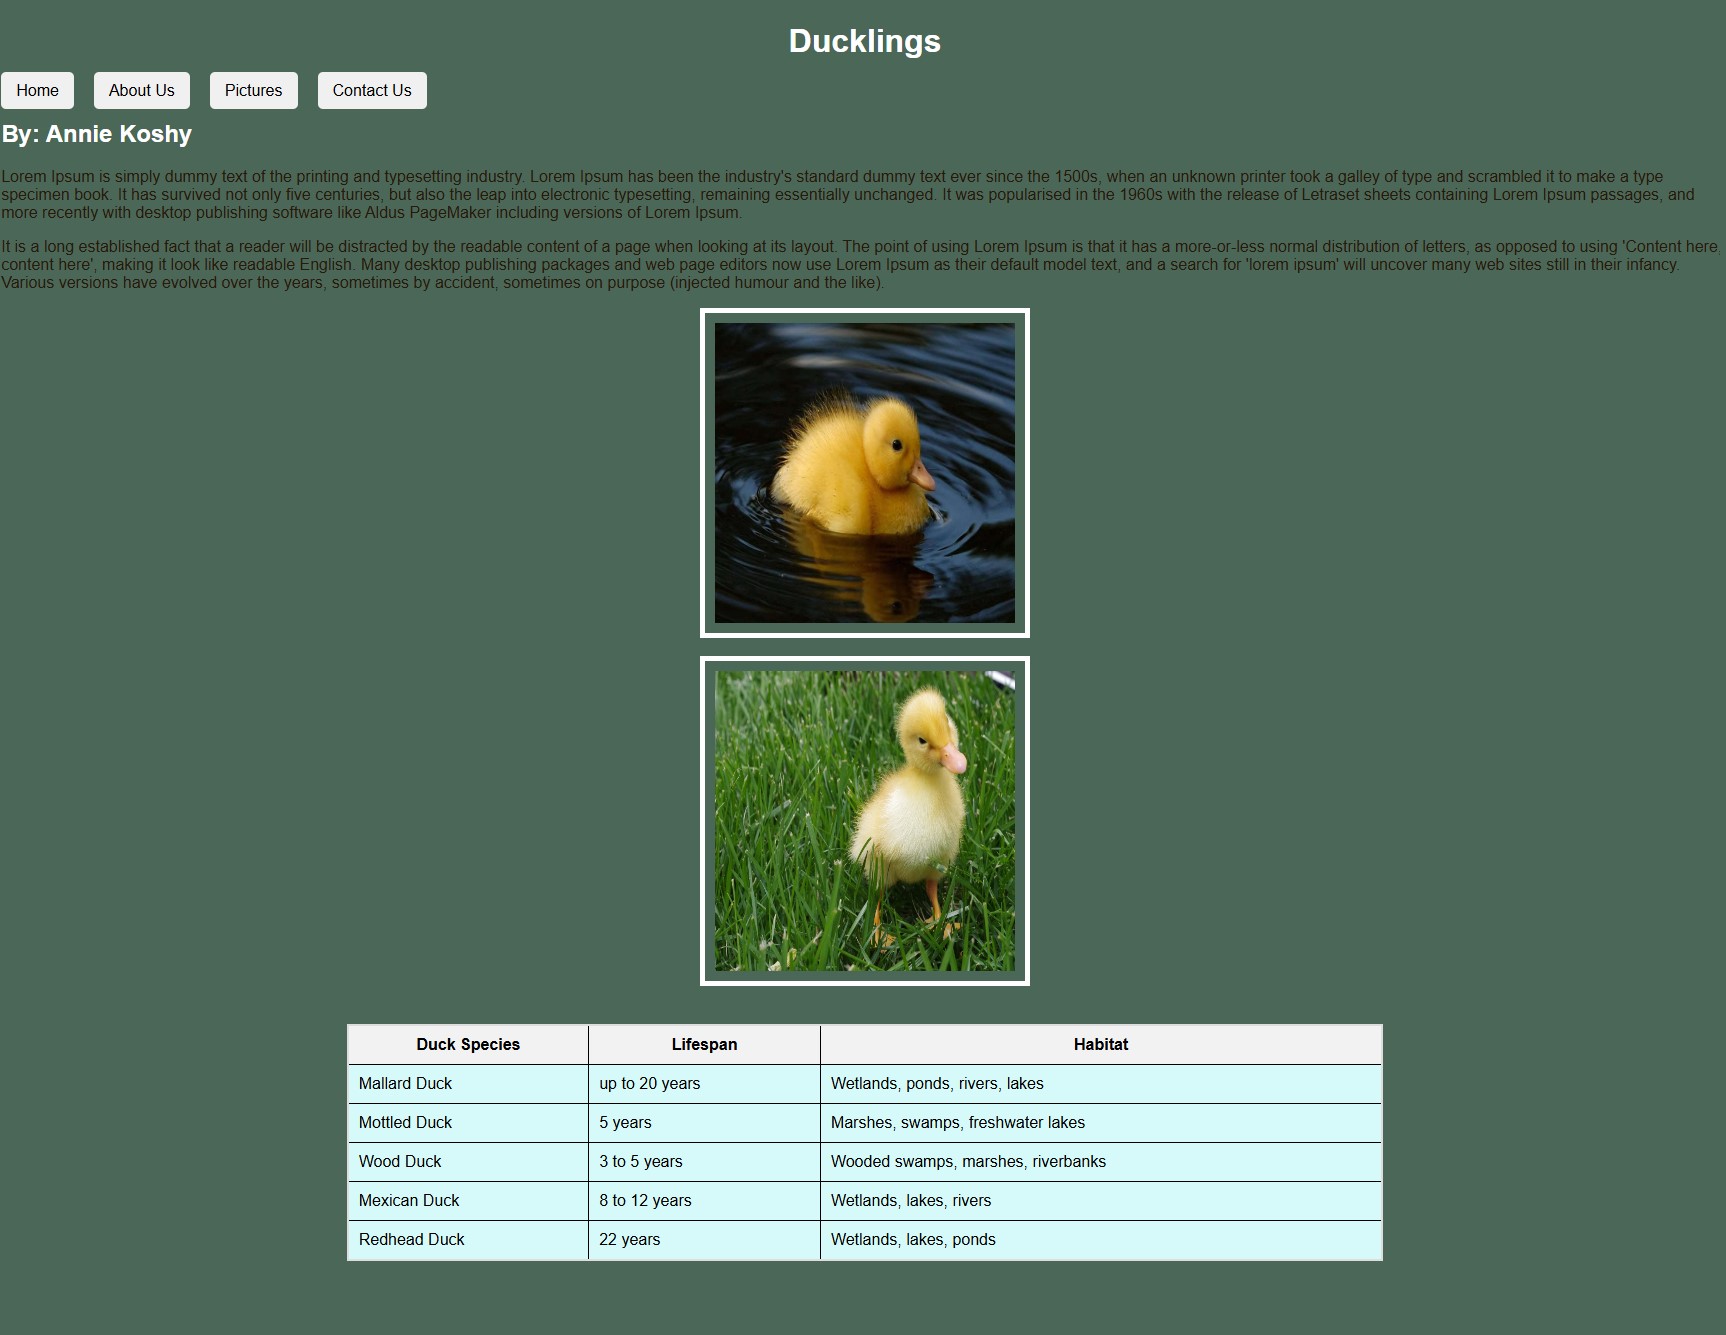 Ducklings
Home About Us Pictures Contact Us
By: Annie Koshy
Lorem Ipsum is simply dummy text of the printing and typesetting industry. Lorem Ipsum has been the industry's standard dummy text ever since the 1500s, when an unknown printer took a galley of type and scrambled it to make a type
specimen book. It has survived not only five centuries, but also the leap into electronic typesetting, remaining essentially unchanged. It was popularised in the 1960s with the release of Letraset sheets containing Lorem Ipsum passages, and
more recently with desktop publishing software like Aldus PageMaker including versions of Lorem Ipsum.
It is a long established fact that a reader will be distracted by the readable content of a page when looking at its layout. The point of using Lorem Ipsum is that it has a more-or-less normal distribution of letters, as opposed to using 'Content here,
content here', making it look like readable English. Many desktop publishing packages and web page editors now use Lorem Ipsum as their default model text, and a search for 'lorem ipsum' will uncover many web sites still in their infancy.
Various versions have evolved over the years, sometimes by accident, sometimes on purpose (injected humour and the like).
Duck Species Lifespan Habitat
Mallard Duck up to 20 years Wetlands, ponds, rivers, lakes
Mottled Duck 5 years Marshes, swamps, freshwater lakes
Wood Duck 3 to 5 years Wooded swamps, marshes, riverbanks
Mexican Duck 8 to 12 years Wetlands, lakes, rivers
Redhead Duck 22 years Wetlands, lakes, ponds